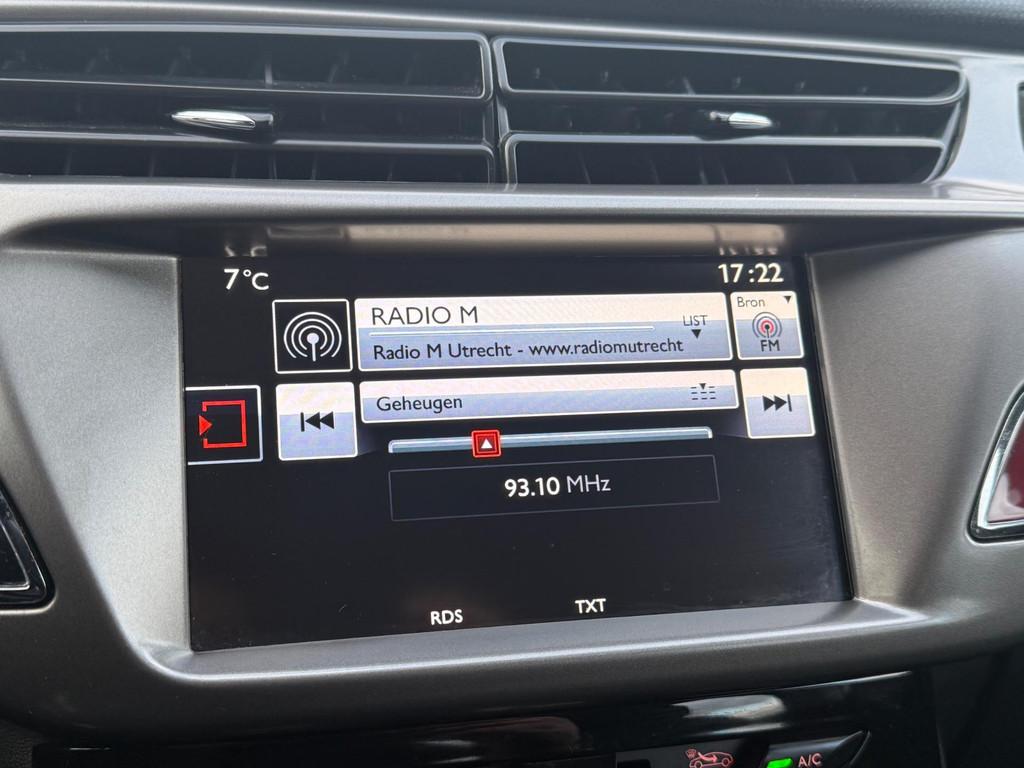 7°C
17:22
RADIO M
LIST
Bron
Radio M Utrecht - www.radiomutrecht
FM
Geheugen
93.10 MHz
RDS
TXT
A/C